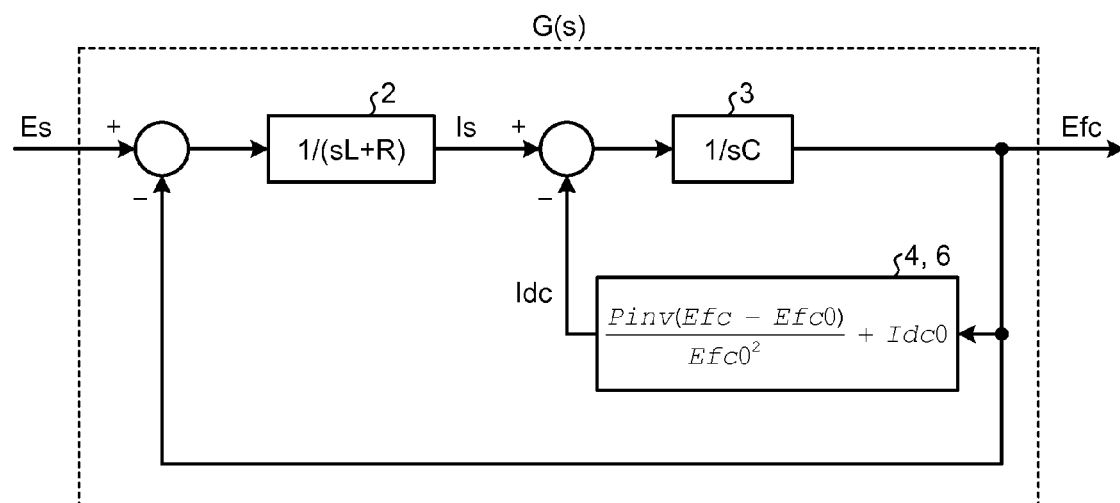 G(s)
Es
+
−
2
1/(sL+R)
Is
+
−
3
1/sC
Efc
4, 6
Idc
Pinv(Efc − Efc0)
Efc0²
+ Idc0